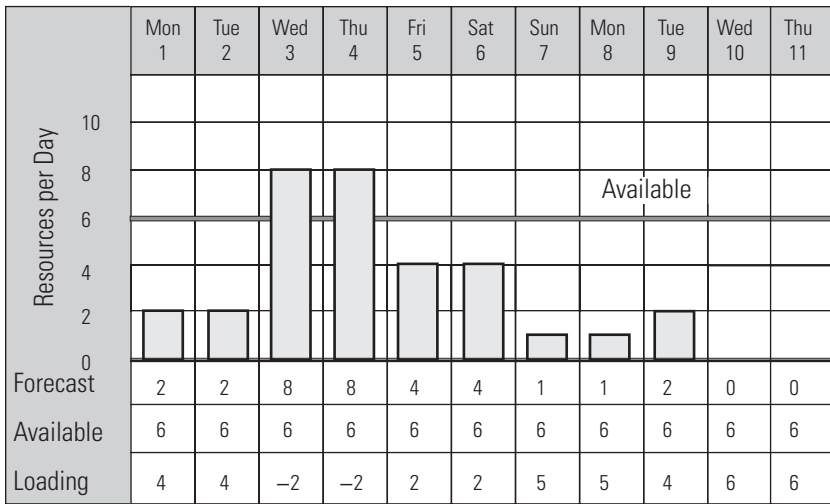 Mon Tue Wed Thu Fri Sat Sun Mon Tue Wed Thu
1 2 3 4 5 6 7 8 9 10 11
Resources per Day
10
8
Available
6
4
2
0
Forecast 2 2 8 8 4 4 1 1 2 0 0
Available 6 6 6 6 6 6 6 6 6 6 6
Loading 4 4 –2 –2 2 2 5 5 4 6 6